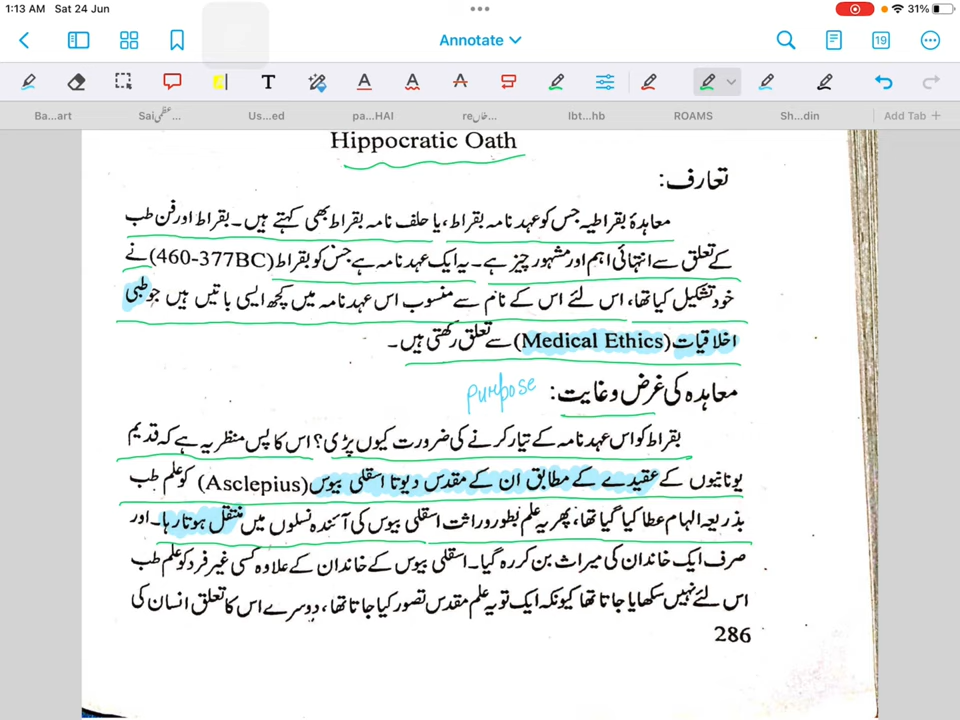 1:13 AM Sat 24 Jun
31%
Annotate
19
T
A
A
A
Ba...art
Sai عظمی...
Us...ed
pa...HAI
re خاں...
Ibt...hb
ROAMS
Sh...din
Add Tab +
Hippocratic Oath
تعارف:
معاہدۂ بقراطیہ جس کو عہد نامہ بقراط، یا حلف نامہ بقراط بھی کہتے ہیں۔ بقراط اور فن طب
کے تعلق سے انتہائی اہم اور مشہور چیز ہے۔ یہ ایک عہد نامہ ہے جس کو بقراط (460-377BC) نے
خود تشکیل کیا تھا، اس لئے اس کے نام سے منسوب اس عہد نامہ میں کچھ ایسی باتیں ہیں جو طبی
اخلاقیات (Medical Ethics) سے تعلق رکھتی ہیں۔
معاہدہ کی غرض وغایت: purpose
بقراط کو اس عہد نامہ کے تیار کرنے کی ضرورت کیوں پڑی؟ اس کا پس منظر یہ ہے کہ قدیم
یونانیوں کے عقیدے کے مطابق ان کے مقدس دیوتا اسقلی بیوس (Asclepius) کو علم طب
بذریعہ الہام عطا کیا گیا تھا، پھر یہ علم بطور وراثت اسقلی بیوس کی آئندہ نسلوں میں منتقل ہوتا رہا۔ اور
صرف ایک خاندان کی میراث بن کر رہ گیا۔ اسقلی بیوس کے خاندان کے علاوہ کسی غیر فرد کو علم طب
اس لئے نہیں سکھایا جاتا تھا کیونکہ ایک تو یہ علم مقدس تصور کیا جاتا تھا، دوسرے اس کا تعلق انسان کی
286